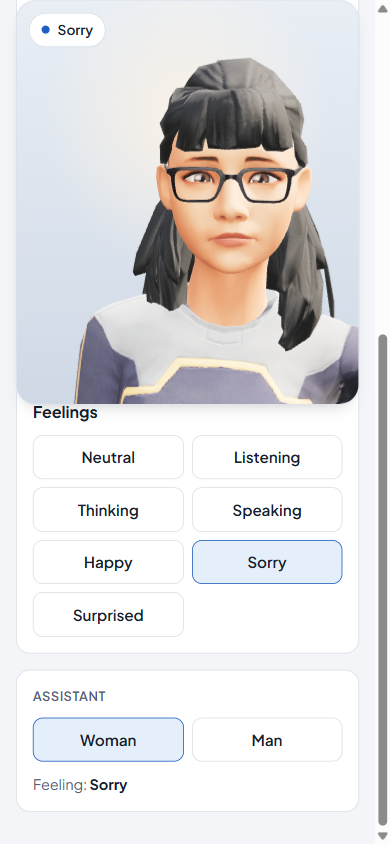 Sorry
Feelings
Neutral
Listening
Thinking
Speaking
Happy
Sorry
Surprised
ASSISTANT
Woman
Man
Feeling: Sorry